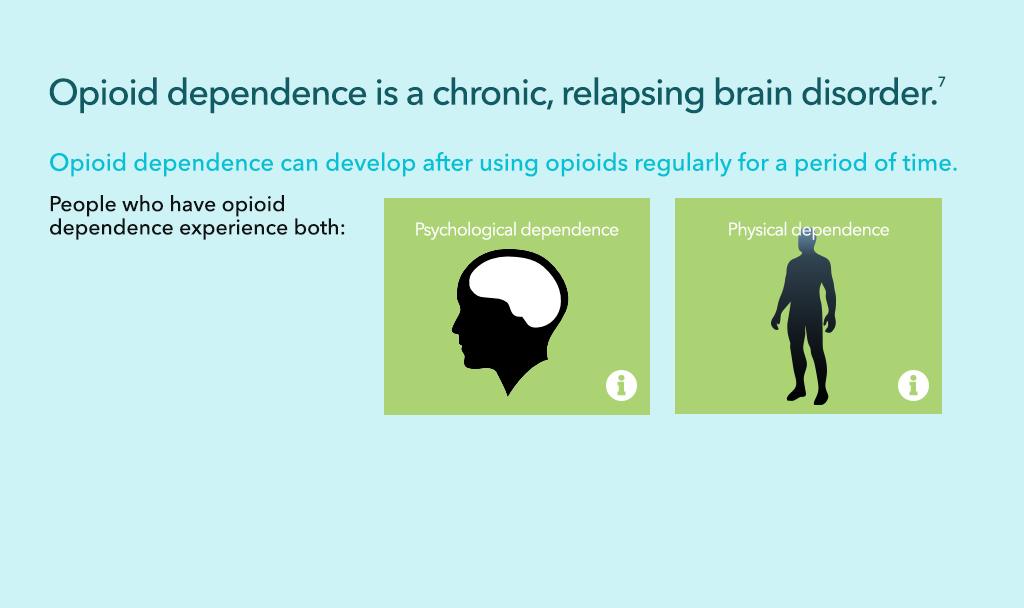 Opioid dependence is a chronic, relapsing brain disorder.⁷
Opioid dependence can develop after using opioids regularly for a period of time.
People who have opioid
dependence experience both:
Psychological dependence
Physical dependence
i
i